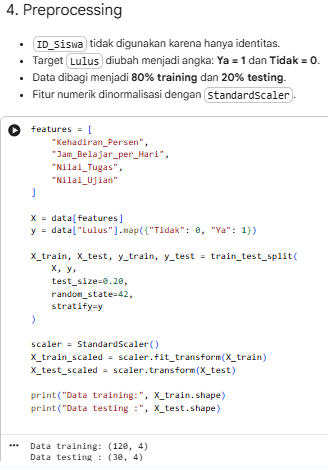 4. Preprocessing
ID_Siswa tidak digunakan karena hanya identitas.
Target Lulus diubah menjadi angka: Ya = 1 dan Tidak = 0.
Data dibagi menjadi 80% training dan 20% testing.
Fitur numerik dinormalisasi dengan StandardScaler.
features = [
    "Kehadiran_Persen",
    "Jam_Belajar_per_Hari",
    "Nilai_Tugas",
    "Nilai_Ujian"
]
X = data[features]
y = data["Lulus"].map({"Tidak": 0, "Ya": 1})
X_train, X_test, y_train, y_test = train_test_split(
    X, y,
    test_size=0.20,
    random_state=42,
    stratify=y
)
scaler = StandardScaler()
X_train_scaled = scaler.fit_transform(X_train)
X_test_scaled = scaler.transform(X_test)
print("Data training:", X_train.shape)
print("Data testing :", X_test.shape)
Data training: (120, 4)
Data testing : (30, 4)